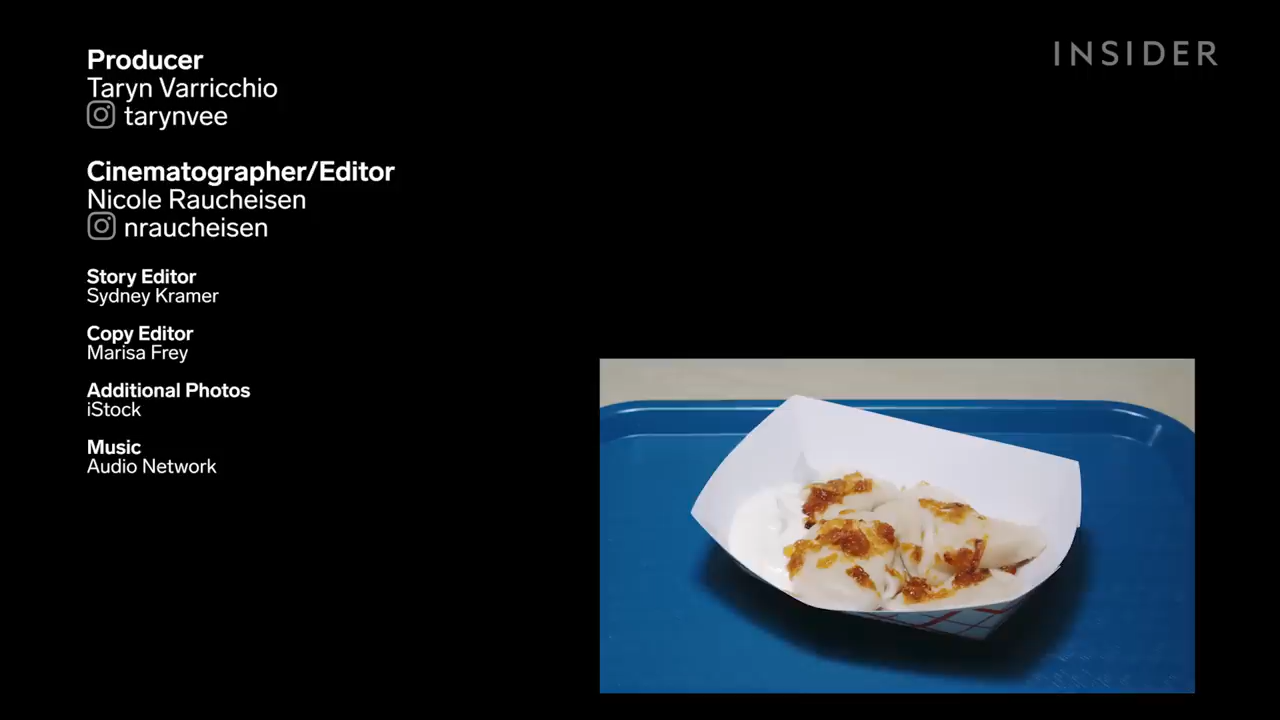 Producer
Taryn Varricchio
tarynvee
Cinematographer/Editor
Nicole Raucheisen
nraucheisen
Story Editor
Sydney Kramer
Copy Editor
Marisa Frey
Additional Photos
iStock
Music
Audio Network
INSIDER